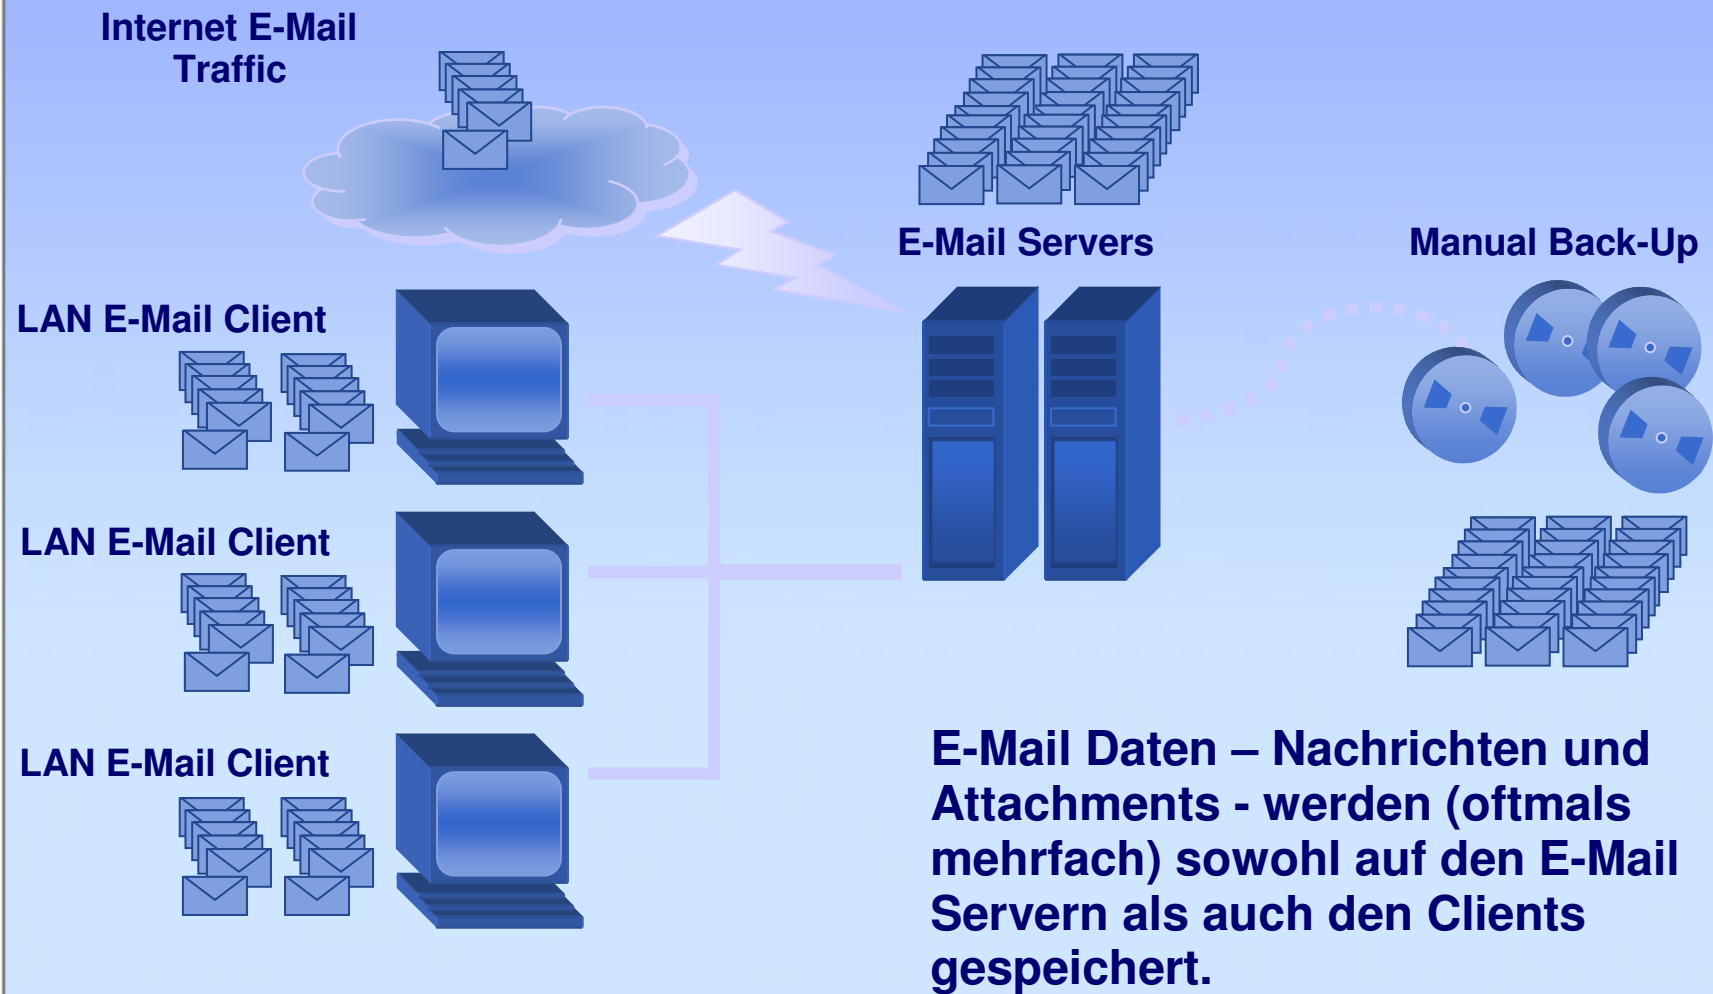 Internet E-Mail
Traffic
E-Mail Servers
Manual Back-Up
LAN E-Mail Client
LAN E-Mail Client
LAN E-Mail Client
E-Mail Daten – Nachrichten und
Attachments - werden (oftmals
mehrfach) sowohl auf den E-Mail
Servern als auch den Clients
gespeichert.